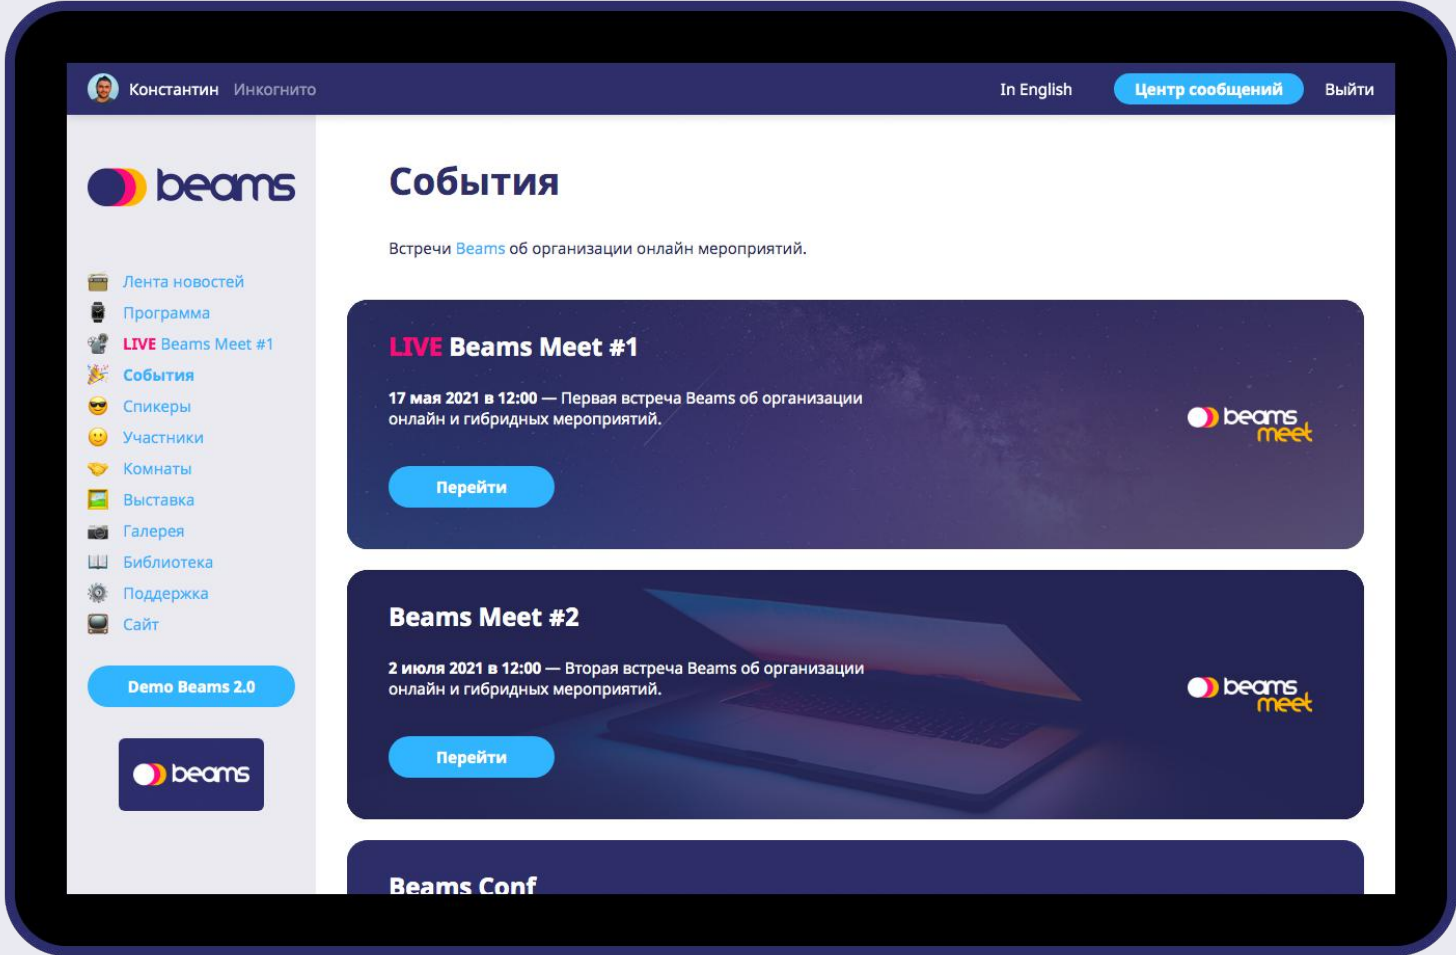 Константин Инкогнито
In English
Центр сообщений
Выйти
beams
Лента новостей
Программа
LIVE Beams Meet #1
События
Спикеры
Участники
Комнаты
Выставка
Галерея
Библиотека
Поддержка
Сайт
Demo Beams 2.0
beams
События
Встречи Beams об организации онлайн мероприятий.
LIVE Beams Meet #1
17 мая 2021 в 12:00 — Первая встреча Beams об организации
онлайн и гибридных мероприятий.
Перейти
beams
meet
Beams Meet #2
2 июля 2021 в 12:00 — Вторая встреча Beams об организации
онлайн и гибридных мероприятий.
Перейти
beams
meet
Beams Conf